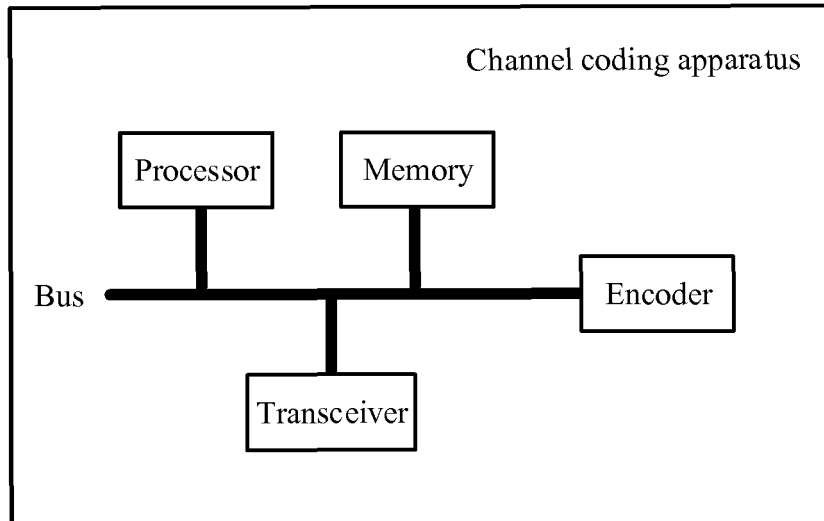 Channel coding apparatus
Processor
Memory
Bus
Encoder
Transceiver